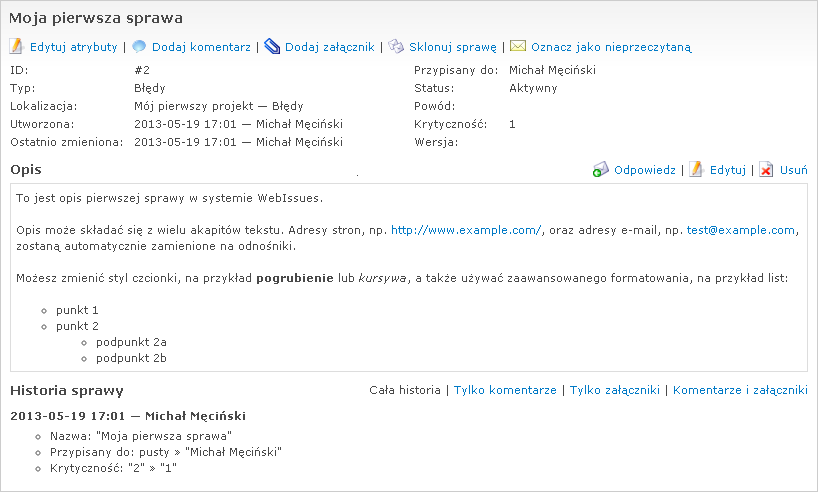 Moja pierwsza sprawa
Edytuj atrybuty | Dodaj komentarz | Dodaj załącznik | Sklonuj sprawę | Oznacz jako nieprzeczytaną
ID: #2 Przypisany do: Michał Męciński
Typ: Błędy Status: Aktywny
Lokalizacja: Mój pierwszy projekt — Błędy Powód:
Utworzona: 2013-05-19 17:01 — Michał Męciński Krytyczność: 1
Ostatnio zmieniona: 2013-05-19 17:01 — Michał Męciński Wersja:
Opis Odpowiedz | Edytuj | Usuń
To jest opis pierwszej sprawy w systemie WebIssues.
Opis może składać się z wielu akapitów tekstu. Adresy stron, np. http://www.example.com/, oraz adresy e-mail, np. test@example.com,
zostaną automatycznie zamienione na odnośniki.
Możesz zmienić styl czcionki, na przykład pogrubienie lub kursywa, a także używać zaawansowanego formatowania, na przykład list:
punkt 1
punkt 2
podpunkt 2a
podpunkt 2b
Historia sprawy Cała historia | Tylko komentarze | Tylko załączniki | Komentarze i załączniki
2013-05-19 17:01 — Michał Męciński
Nazwa: "Moja pierwsza sprawa"
Przypisany do: pusty » "Michał Męciński"
Krytyczność: "2" » "1"